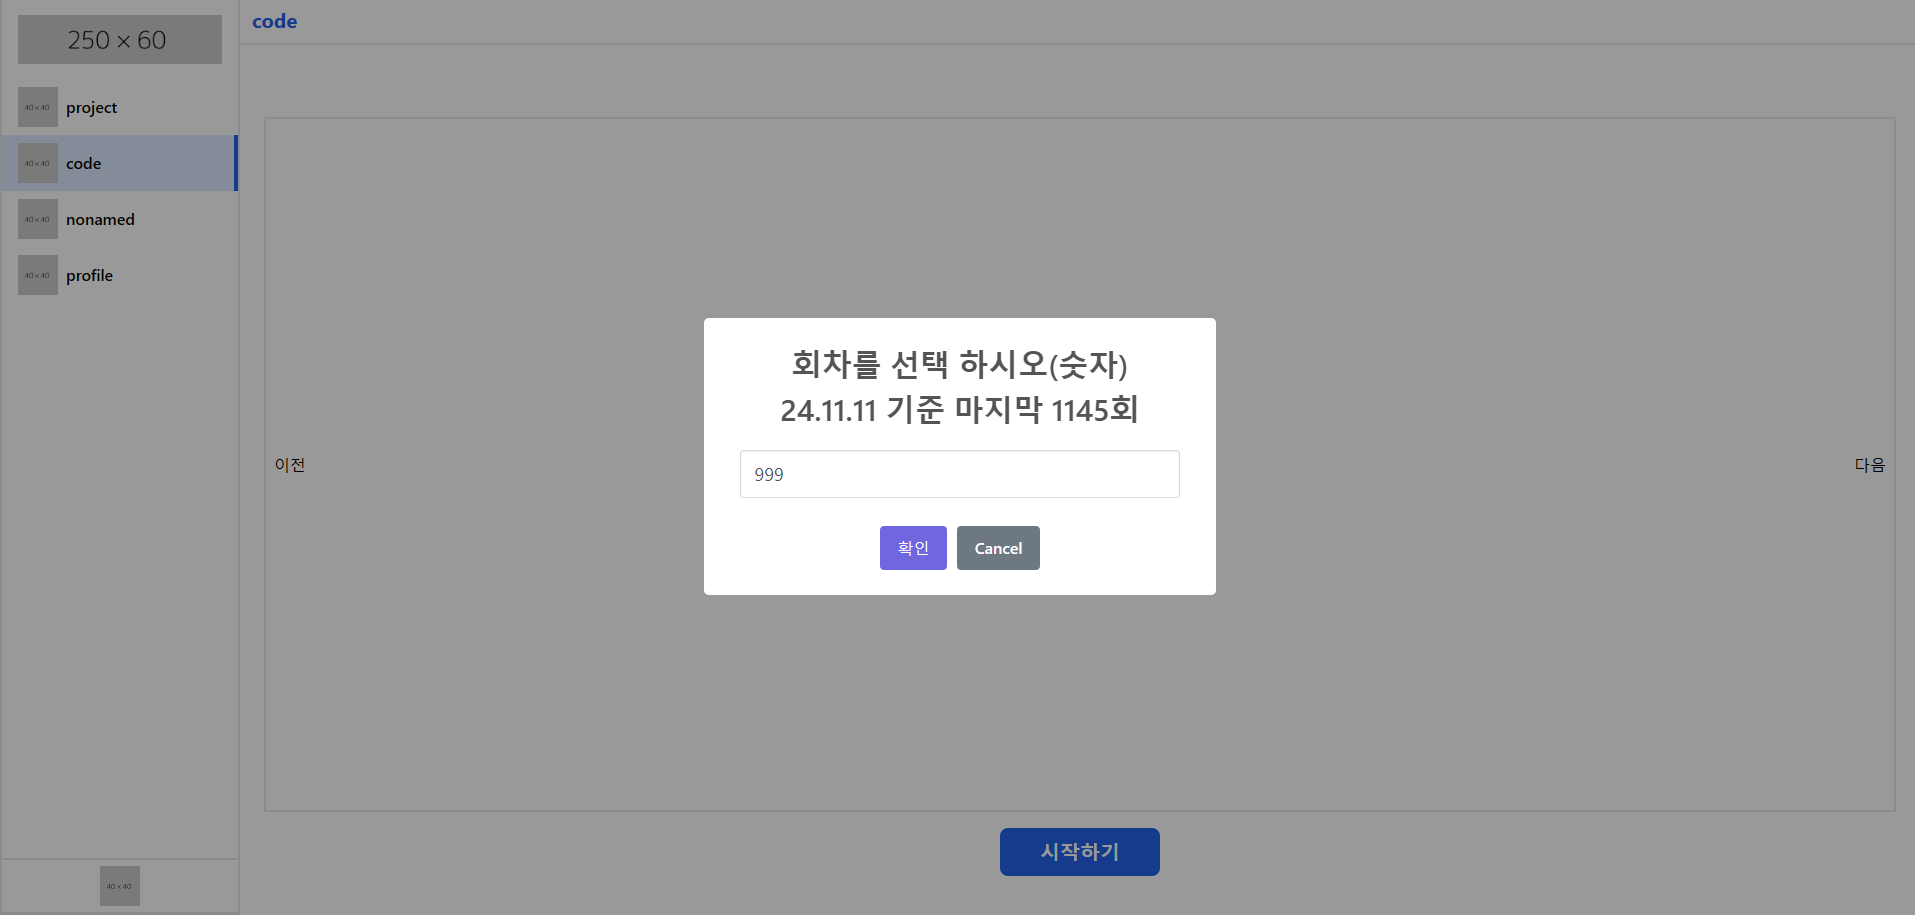 250 × 60
40 × 40
project
40 × 40
code
40 × 40
nonamed
40 × 40
profile
40 × 40
code
이전
다음
회차를 선택 하시오(숫자)
24.11.11 기준 마지막 1145회
999
확인
Cancel
시작하기